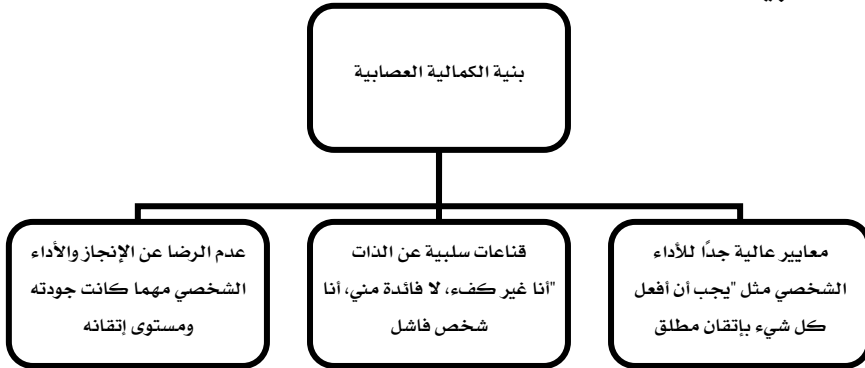 بنية الكمالية العصابية
معايير عالية جدًا للأداء
الشخصي مثل "يجب أن أفعل
كل شيء بإتقان مطلق
قناعات سلبية عن الذات
"أنا غير كفء، لا فائدة مني، أنا
شخص فاشل
عدم الرضا عن الإنجاز والأداء
الشخصي مهما كانت جودته
ومستوى إتقانه